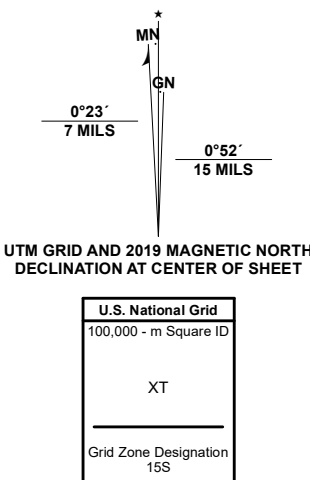 ★
MN
GN
0°23´
7 MILS
0°52´
15 MILS
UTM GRID AND 2019 MAGNETIC NORTH
DECLINATION AT CENTER OF SHEET
U.S. National Grid
100,000 - m Square ID
XT
Grid Zone Designation
15S